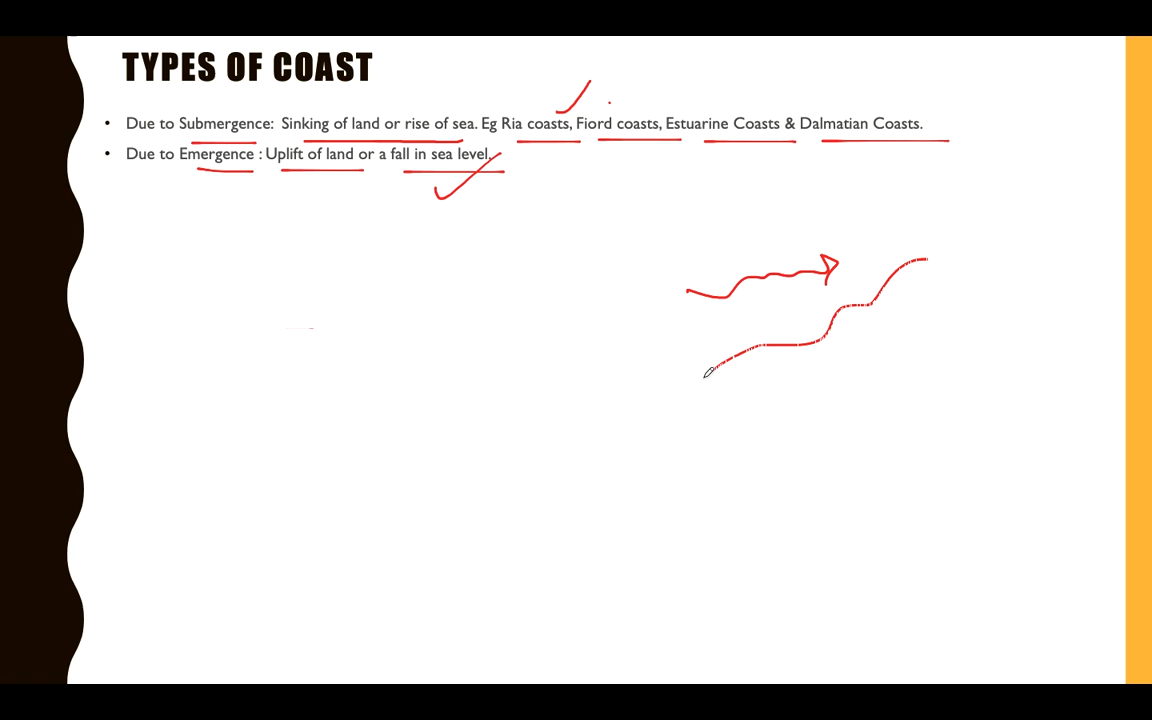 TYPES OF COAST
• Due to Submergence: Sinking of land or rise of sea. Eg Ria coasts, Fiord coasts, Estuarine Coasts & Dalmatian Coasts.
• Due to Emergence : Uplift of land or a fall in sea level.